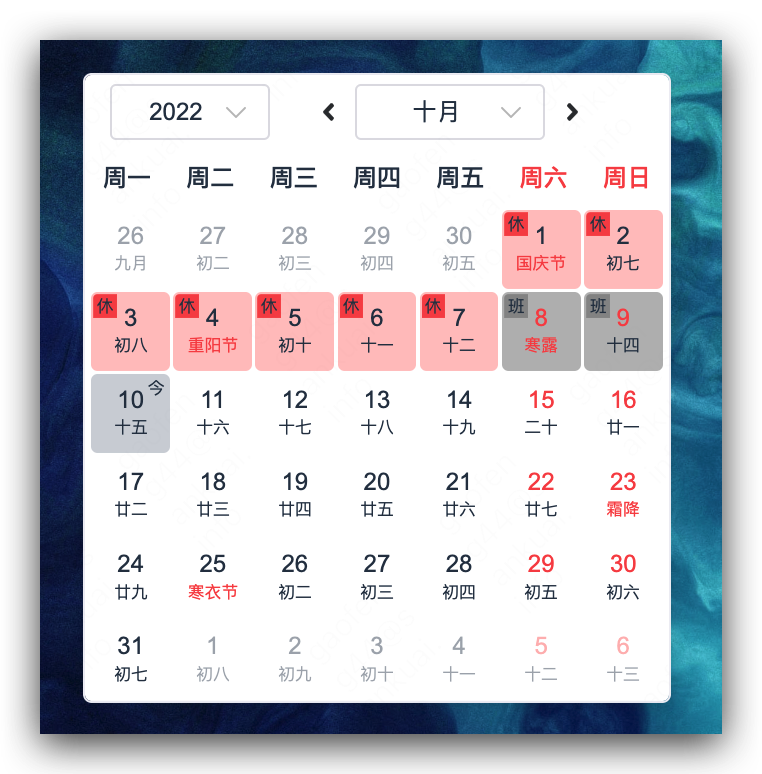 2022 十月
周一 周二 周三 周四 周五 周六 周日
26 27 28 29 30 休 1 休 2
九月 初二 初三 初四 初五 国庆节 初七
休 3 休 4 休 5 休 6 休 7 班 8 班 9
初八 重阳节 初十 十一 十二 寒露 十四
10 今 11 12 13 14 15 16
十五 十六 十七 十八 十九 二十 廿一
17 18 19 20 21 22 23
廿二 廿三 廿四 廿五 廿六 廿七 霜降
24 25 26 27 28 29 30
廿九 寒衣节 初二 初三 初四 初五 初六
31 1 2 3 4 5 6
初七 初八 初九 初十 十一 十二 十三